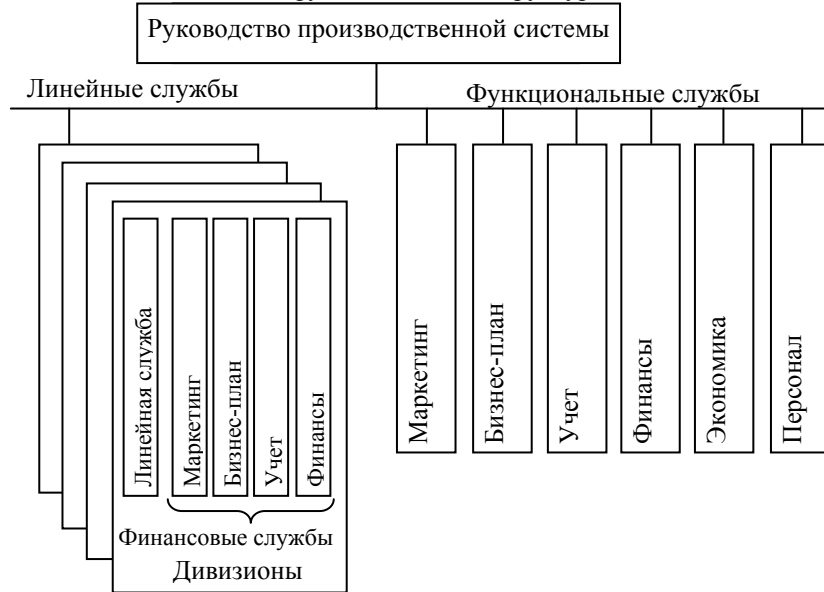 Руководство производственной системы
Линейные службы
Функциональные службы
Линейная служба
Маркетинг
Бизнес-план
Учет
Финансы
Финансовые службы
Дивизионы
Маркетинг
Бизнес-план
Учет
Финансы
Экономика
Персонал